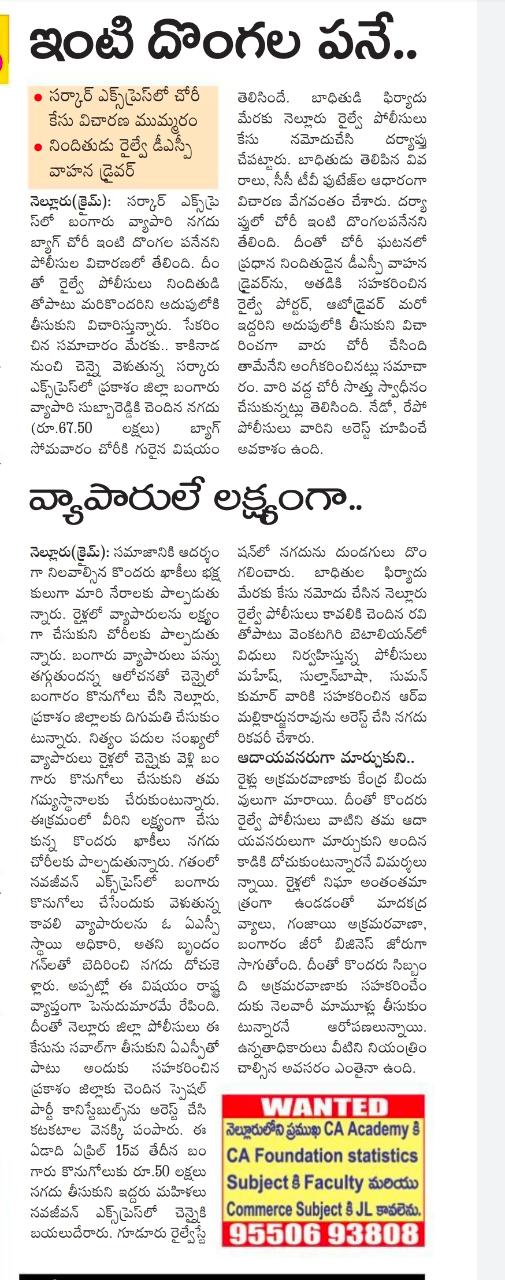 ఇంటి దొంగల పనే..
• సర్కార్ ఎక్స్‌ప్రెస్‌లో చోరీ
కేసు విచారణ ముమ్మరం
• నిందితుడు రైల్వే డీఎస్పీ
వాహన డ్రైవర్
నెల్లూరు(క్రైమ్): సర్కార్ ఎక్స్‌ప్రె
స్‌లో బంగారు వ్యాపారి నగదు
బ్యాగ్ చోరీ ఇంటి దొంగల పనేనని
పోలీసుల విచారణలో తేలింది. దీం
తో రైల్వే పోలీసులు నిందితుడి
తోపాటు మరికొందరిని అదుపులోకి
తీసుకుని విచారిస్తున్నారు. సేకరిం
చిన సమాచారం మేరకు.. కాకినాడ
నుంచి చెన్నై వెళుతున్న సర్కారు
ఎక్స్‌ప్రెస్‌లో ప్రకాశం జిల్లా బంగారు
వ్యాపారి సుబ్బారెడ్డికి చెందిన నగదు
(రూ.67.50 లక్షలు) బ్యాగ్
సోమవారం చోరీకి గురైన విషయం
తెలిసిందే. బాధితుడి ఫిర్యాదు
మేరకు నెల్లూరు రైల్వే పోలీసులు
కేసు నమోదుచేసి దర్యాప్తు
చేపట్టారు. బాధితుడు తెలిపిన వివ
రాలు, సీసీ టీవీ ఫుటేజ్‌ల ఆధారంగా
విచారణ వేగవంతం చేశారు. దర్యా
ప్తులో చోరీ ఇంటి దొంగలపనేనని
తేలింది. దీంతో చోరీ ఘటనలో
ప్రధాన నిందితుడైన డీఎస్పీ వాహన
డ్రైవర్‌ను, అతడికి సహకరించిన
రైల్వే పోర్టర్, ఆటోడ్రైవర్ మరో
ఇద్దరిని అదుపులోకి తీసుకుని విచా
రించగా వారు చోరీ చేసింది
తామేనేని అంగీకరించినట్లు సమాచా
రం. వారి వద్ద చోరీ సొత్తు స్వాధీనం
చేసుకున్నట్లు తెలిసింది. నేడో, రేపో
పోలీసులు వారిని అరెస్ట్ చూపించే
అవకాశం ఉంది.
వ్యాపారులే లక్ష్యంగా..
నెల్లూరు(క్రైమ్): సమాజానికి ఆదర్శం
గా నిలవాల్సిన కొందరు ఖాకీలు భక్ష
కులుగా మారి నేరాలకు పాల్పడుతు
న్నారు. రైళ్లలో వ్యాపారులను లక్ష్యం
గా చేసుకుని చోరీలకు పాల్పడుతు
న్నారు. బంగారు వ్యాపారులు పన్ను
తగ్గుతుందన్న ఆలోచనతో చెన్నైలో
బంగారం కొనుగోలు చేసి నెల్లూరు,
ప్రకాశం జిల్లాలకు దిగుమతి చేసుకుం
టున్నారు. నిత్యం పదుల సంఖ్యలో
వ్యాపారులు రైళ్లలో చెన్నైకు వెళ్లి బం
గారు కొనుగోలు చేసుకుని తమ
గమ్యస్థానాలకు చేరుకుంటున్నారు.
ఈక్రమంలో వీరిని లక్ష్యంగా చేసు
కున్న కొందరు ఖాకీలు నగదు
చోరీలకు పాల్పడుతున్నారు. గతంలో
నవజీవన్ ఎక్స్‌ప్రెస్‌లో బంగారు
కొనుగోలు చేసేందుకు వెళుతున్న
కావలి వ్యాపారులను ఓ ఏఎస్పీ
స్థాయి అధికారి, అతని బృందం
గన్‌లతో బెదిరించి నగదు దోచుకె
ళ్లారు. అప్పట్లో ఈ విషయం రాష్ట్ర
వ్యాప్తంగా పెనుదుమారమే రేపింది.
దీంతో నెల్లూరు జిల్లా పోలీసులు ఈ
కేసును సవాల్‌గా తీసుకుని ఏఎస్పీతో
పాటు అందుకు సహకరించిన
ప్రకాశం జిల్లాకు చెందిన స్పెషల్
పార్టీ కానిస్టేబుల్స్‌ను అరెస్ట్ చేసి
కటకటాల వెనక్కి పంపారు. ఈ
ఏడాది ఏప్రిల్ 15వ తేదీన బం
గారు కొనుగోలుకు రూ.50 లక్షలు
నగదు తీసుకుని ఇద్దరు మహిళలు
నవజీవన్ ఎక్స్‌ప్రెస్‌లో చెన్నైకి
బయలుదేరారు. గూడూరు రైల్వేస్టే
షన్‌లో నగదును దుండగులు దొం
గలించారు. బాధితుల ఫిర్యాదు
మేరకు కేసు నమోదు చేసిన నెల్లూరు
రైల్వే పోలీసులు కావలికి చెందిన రవి
తోపాటు వెంకటగిరి బెటాలియన్‌లో
విధులు నిర్వహిస్తున్న పోలీసులు
మహేష్, సుల్తాన్‌బాషా, సుమన్
కుమార్ వారికి సహకరించిన ఆర్ఐ
మల్లికార్జునరావును అరెస్ట్ చేసి నగదు
రికవరీ చేశారు.
ఆదాయవనరుగా మార్చుకుని..
రైళ్లు అక్రమరవాణాకు కేంద్ర బిందు
వులుగా మారాయి. దీంతో కొందరు
రైల్వే పోలీసులు వాటిని తమ ఆదా
యవనరులుగా మార్చుకుని అందిన
కాడికి దోచుకుంటున్నారనే విమర్శలు
న్నాయి. రైళ్లలో నిఘా అంతంతమా
త్రంగా ఉండడంతో మాదకద్ర
వ్యాలు, గంజాయి అక్రమరవాణా,
బంగారం జీరో బిజినెస్ జోరుగా
సాగుతోంది. దీంతో కొందరు సిబ్బం
ది అక్రమరవాణాకు సహకరించేం
దుకు నెలవారీ మామూళ్లు తీసుకుం
టున్నారనే ఆరోపణలున్నాయి.
ఉన్నతాధికారులు వీటిని నియంత్రిం
చాల్సిన అవసరం ఎంతైనా ఉంది.
WANTED
నెల్లూరులోని ప్రముఖ CA Academy కి
CA Foundation statistics
Subject కి Faculty మరియు
Commerce Subject కి JL కావలెను.
95506 93808